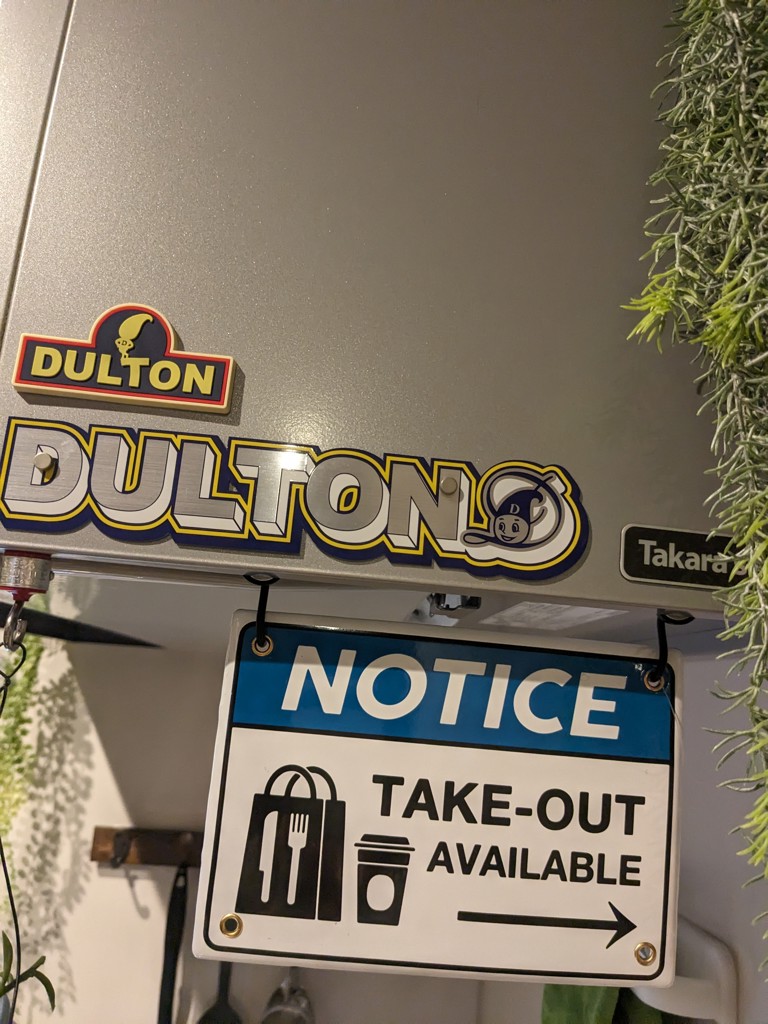 DULTON
DULTON
D
Takara
NOTICE
TAKE-OUT
AVAILABLE